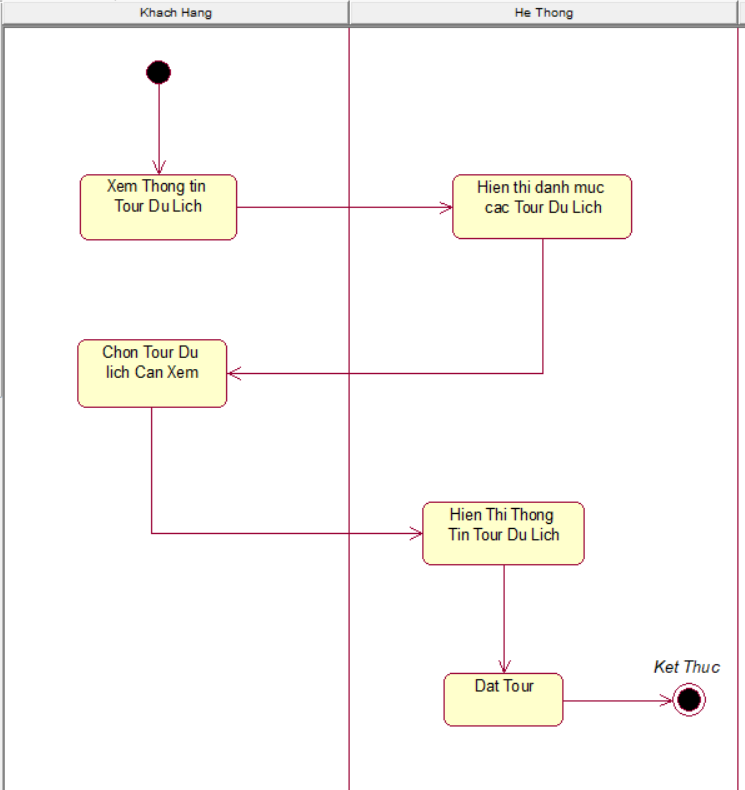 Khach Hang
He Thong
Xem Thong tin
Tour Du Lich
Hien thi danh muc
cac Tour Du Lich
Chon Tour Du
lich Can Xem
Hien Thi Thong
Tin Tour Du Lich
Ket Thuc
Dat Tour